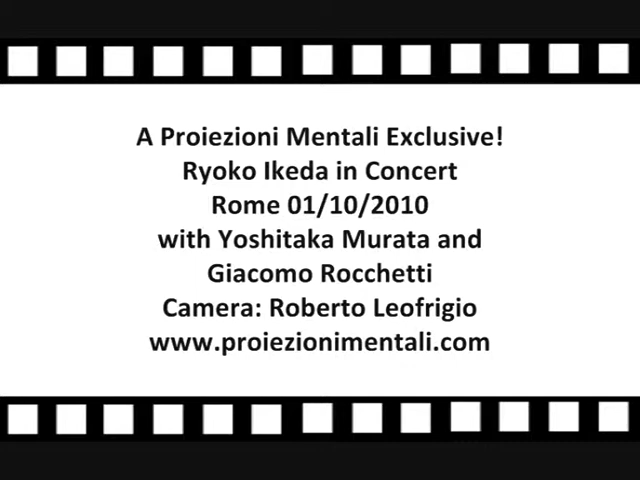 A Proiezioni Mentali Exclusive!
Ryoko Ikeda in Concert
Rome 01/10/2010
with Yoshitaka Murata and
Giacomo Rocchetti
Camera: Roberto Leofrigio
www.proiezionimentali.com